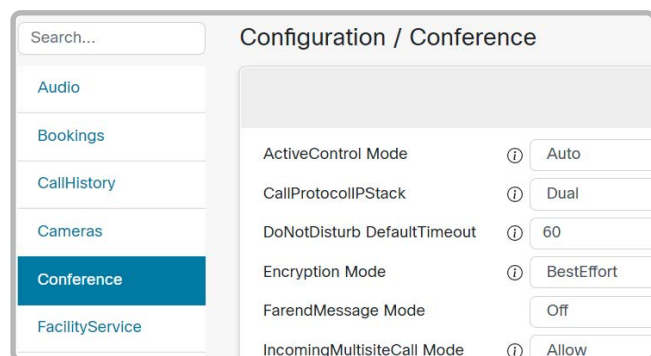 Search...
Configuration / Conference
Audio
Bookings
CallHistory
Cameras
Conference
FacilityService
ActiveControl Mode Auto
CallProtocolIPStack Dual
DoNotDisturb DefaultTimeout 60
Encryption Mode BestEffort
FarendMessage Mode Off
IncomingMultisiteCall Mode Allow